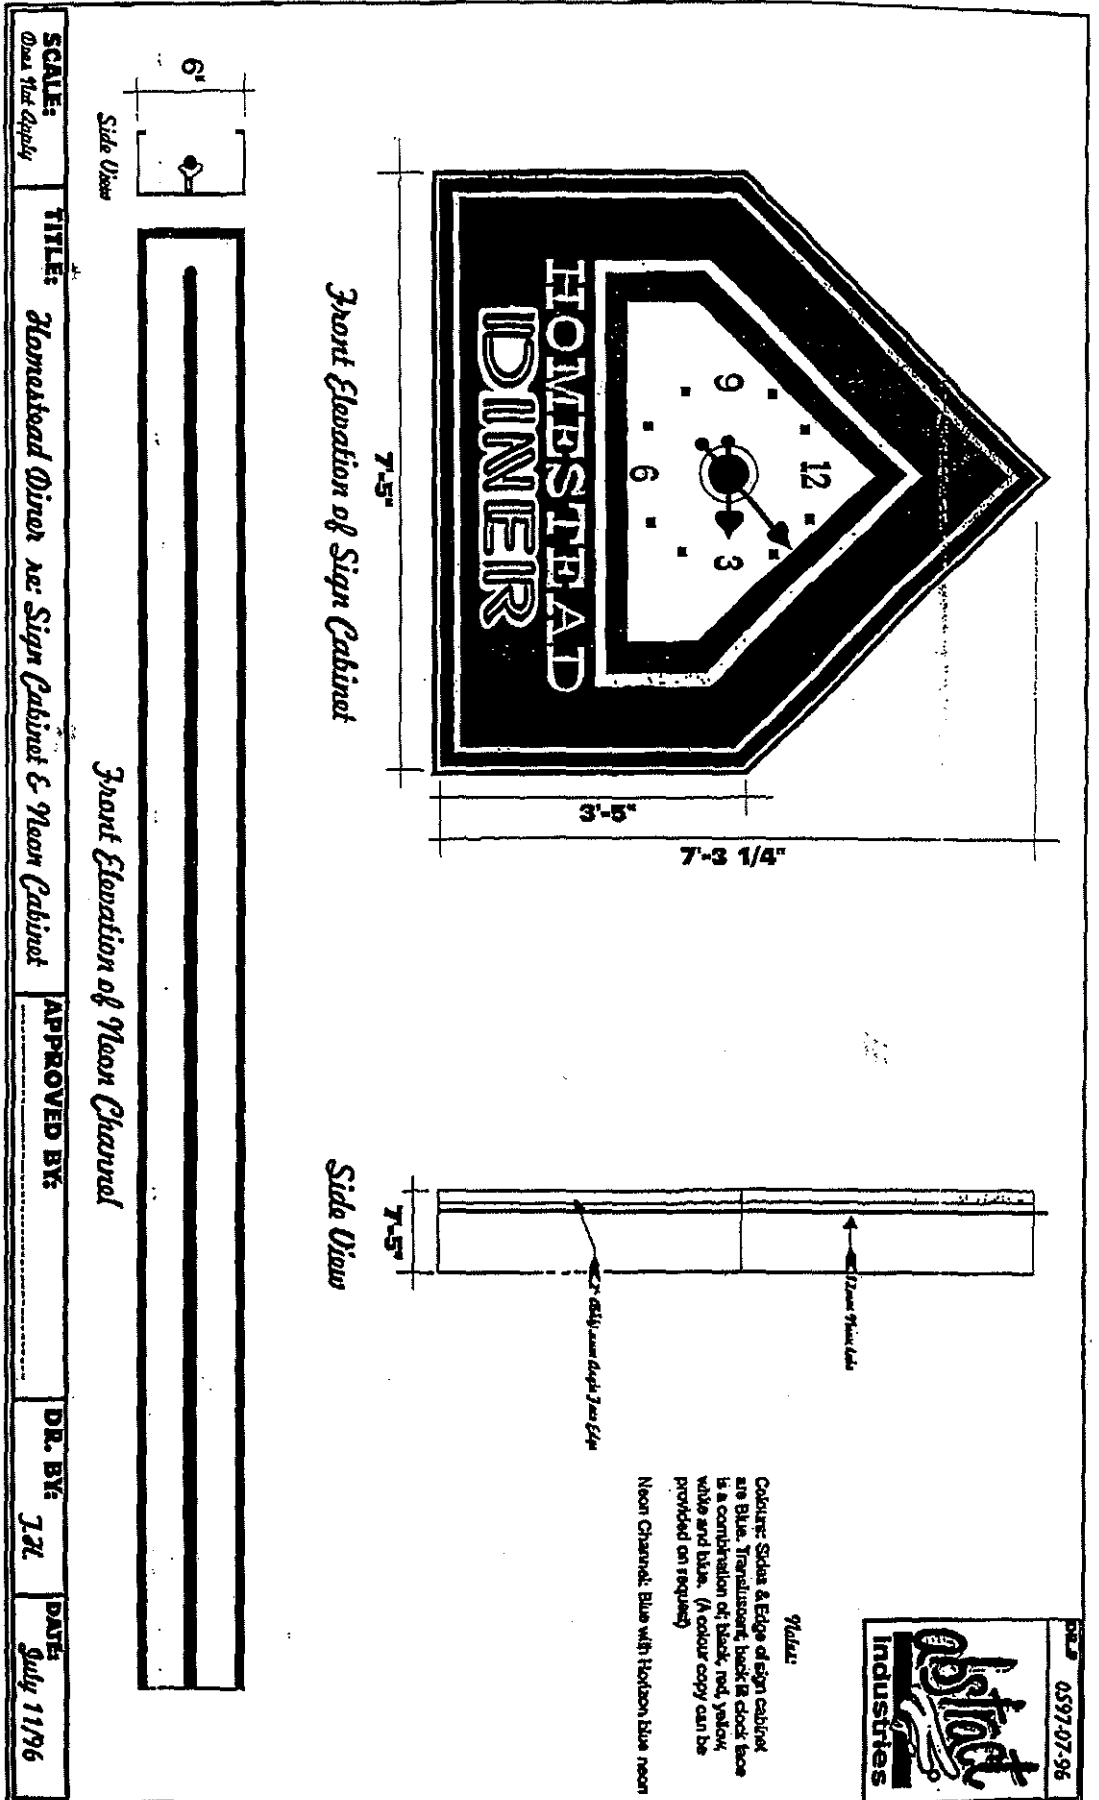 DR.# 0597-07-96
abstract
industries
7'-3 1/4"
3'-5"
12
9
3
6
HOMESTEAD
DINER
7'-5"
Front Elevation of Sign Cabinet
7'-5"
Side View
Notes:
Colours: Sides & Edge of sign cabinet
are Blue. Translucent, back lit clock face
is a combination of; black, red, yellow,
white and blue. (A colour copy can be
provided on request)
Neon Channel: Blue with Horizon blue neon
6"
Side View
Front Elevation of Neon Channel
SCALE:
Does Not Apply
TITLE: Homestead Diner re: Sign Cabinet & Neon Cabinet
APPROVED BY:
DR. BY: J.H.
DATE: July 11/96